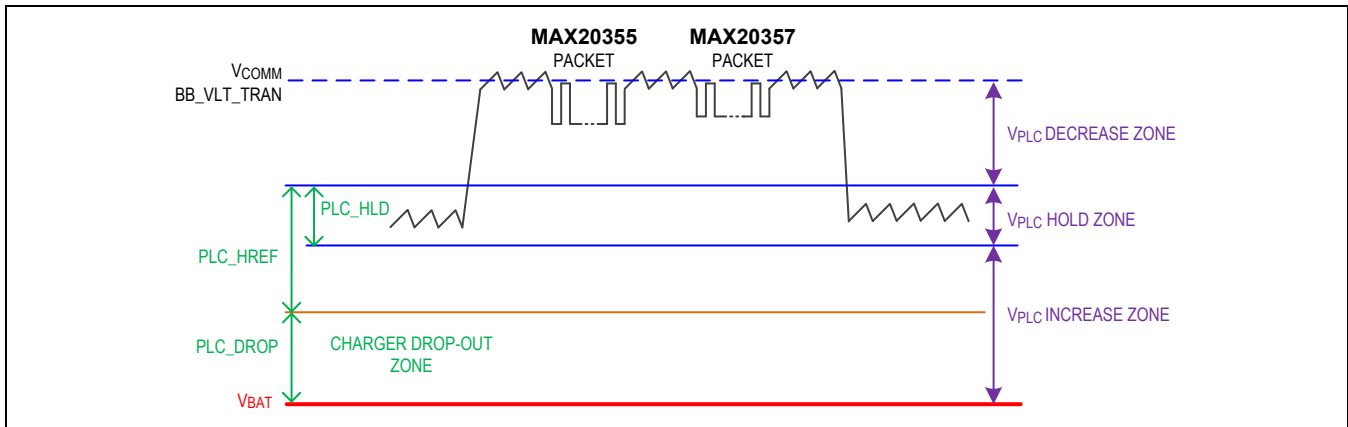 MAX20355
PACKET
MAX20357
PACKET
VCOMM
BB_VLT_TRAN
VPLC DECREASE ZONE
PLC_HLD
VPLC HOLD ZONE
PLC_HREF
VPLC INCREASE ZONE
PLC_DROP
CHARGER DROP-OUT
ZONE
VBAT